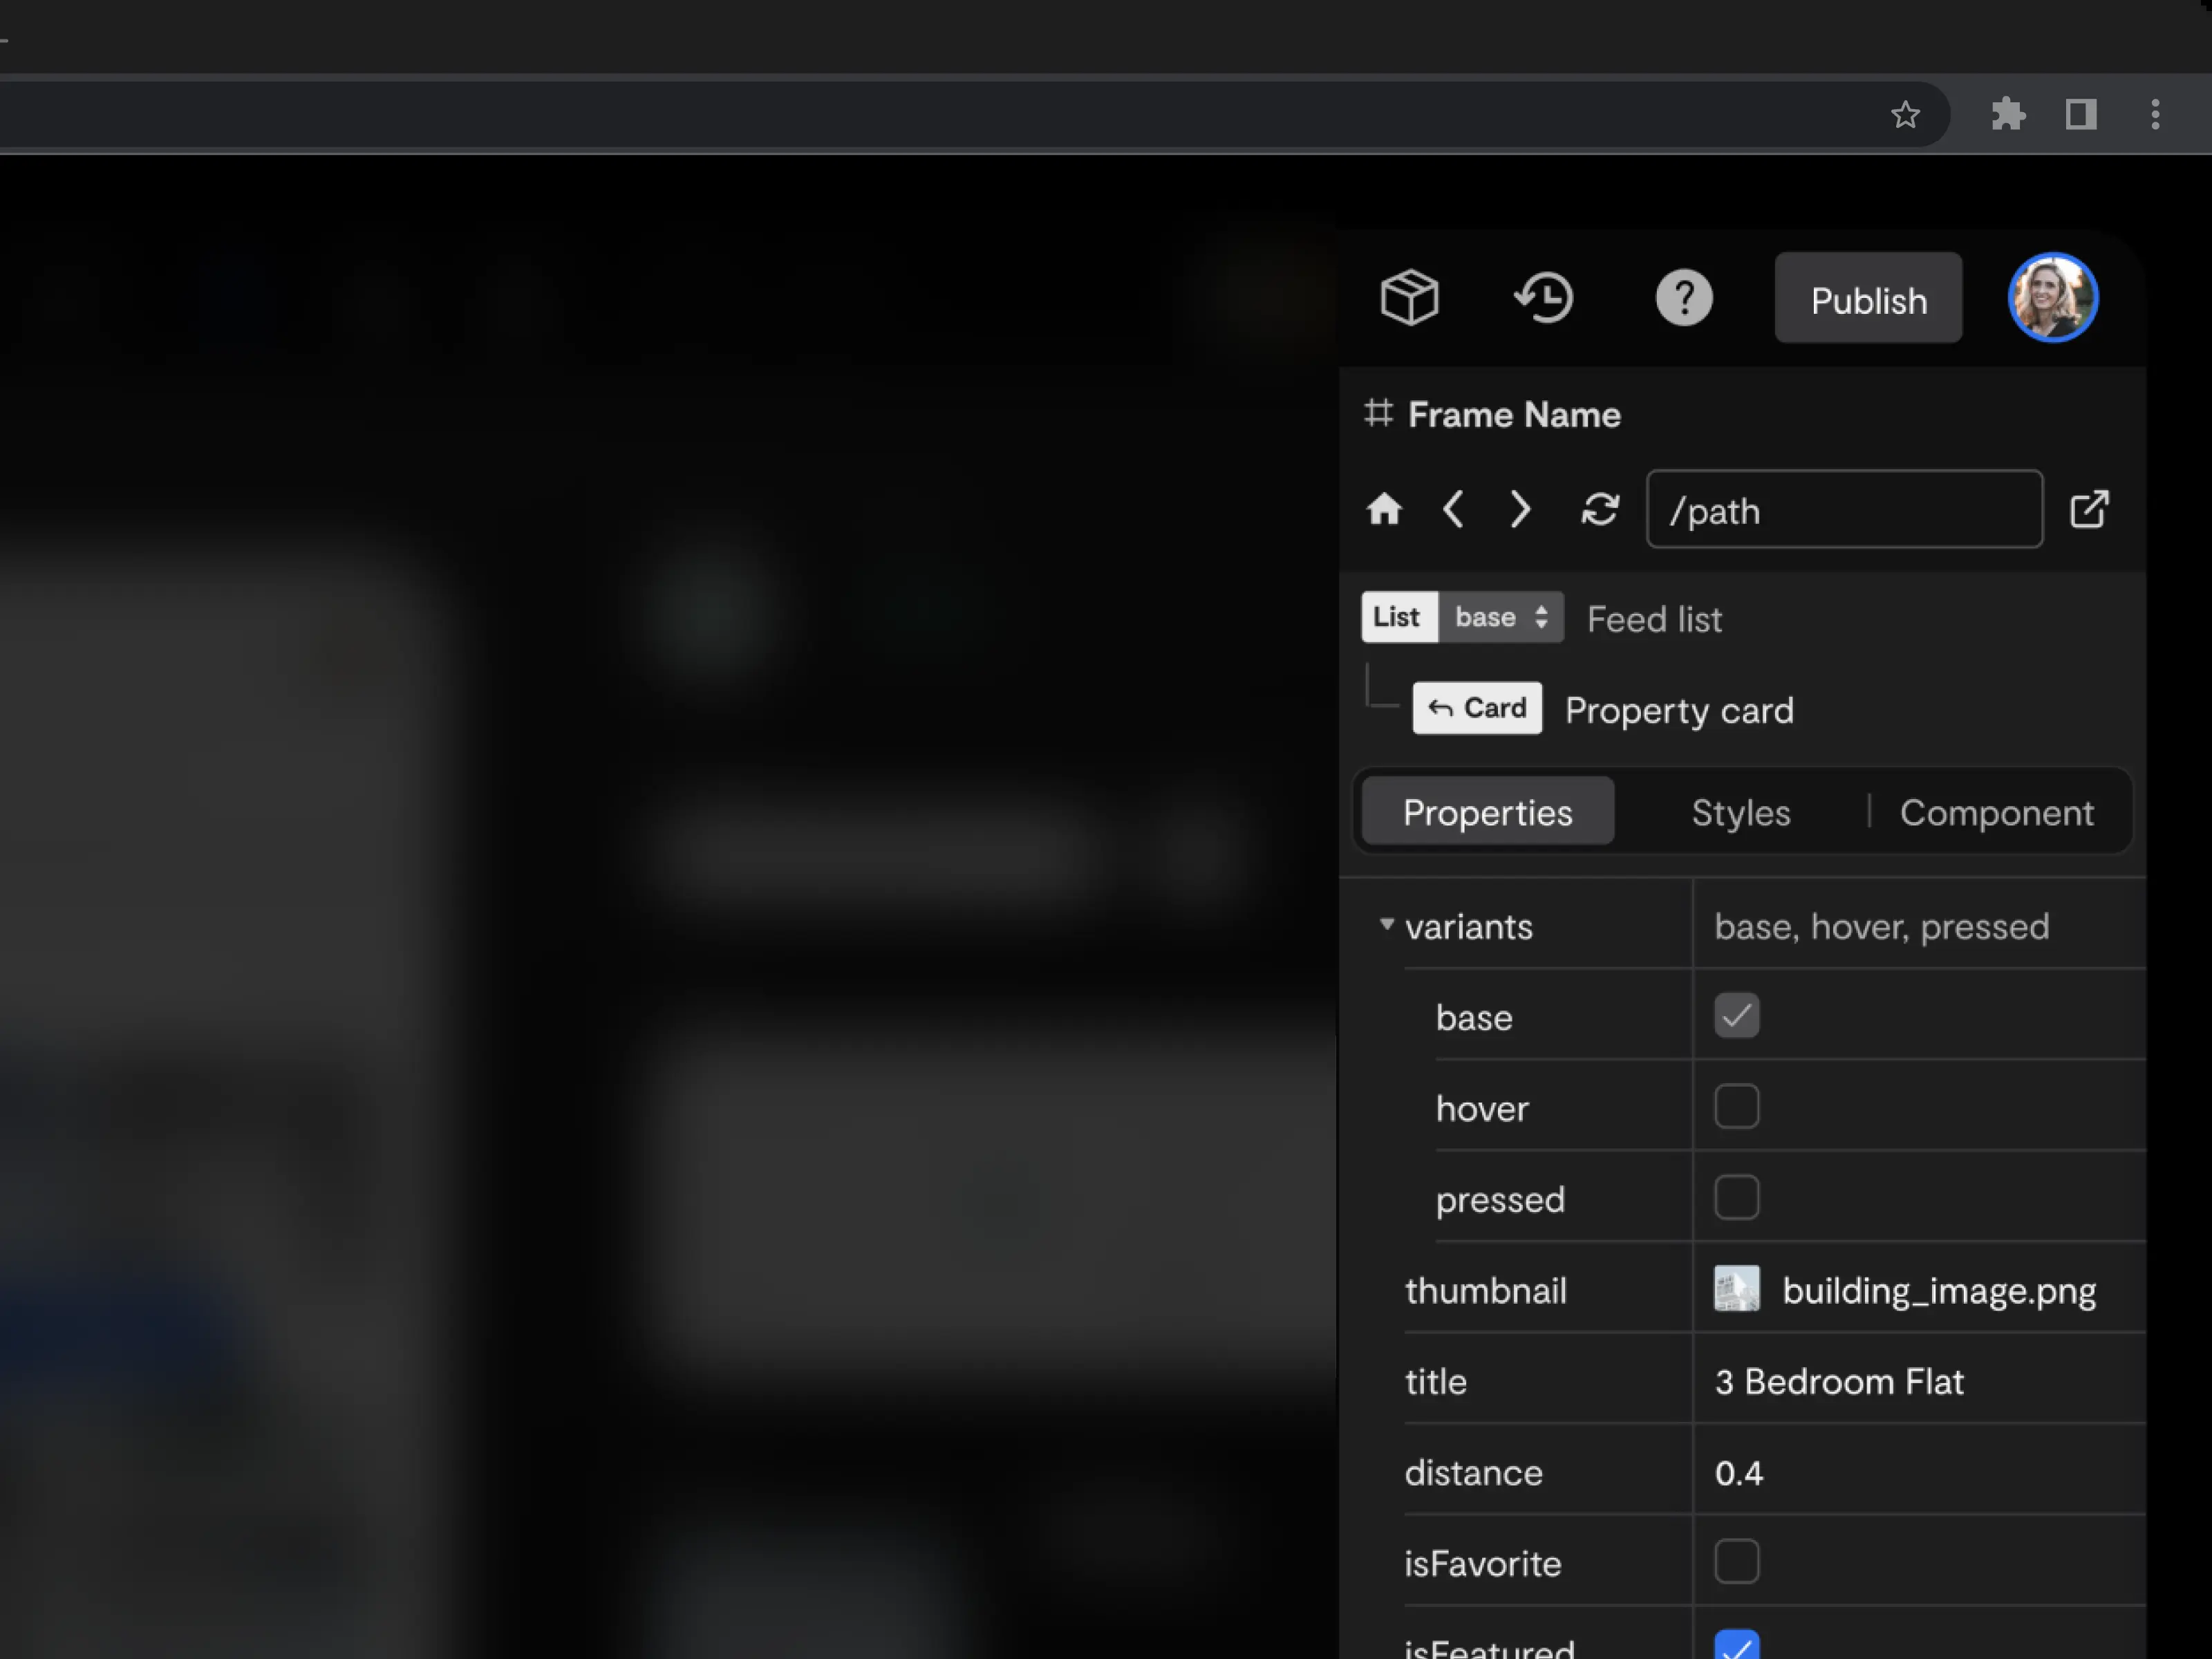 Publish
Frame Name
/path
List base Feed list
Card Property card
Properties Styles Component
variants base, hover, pressed
base
hover
pressed
thumbnail building_image.png
title 3 Bedroom Flat
distance 0.4
isFavorite
isFeatured